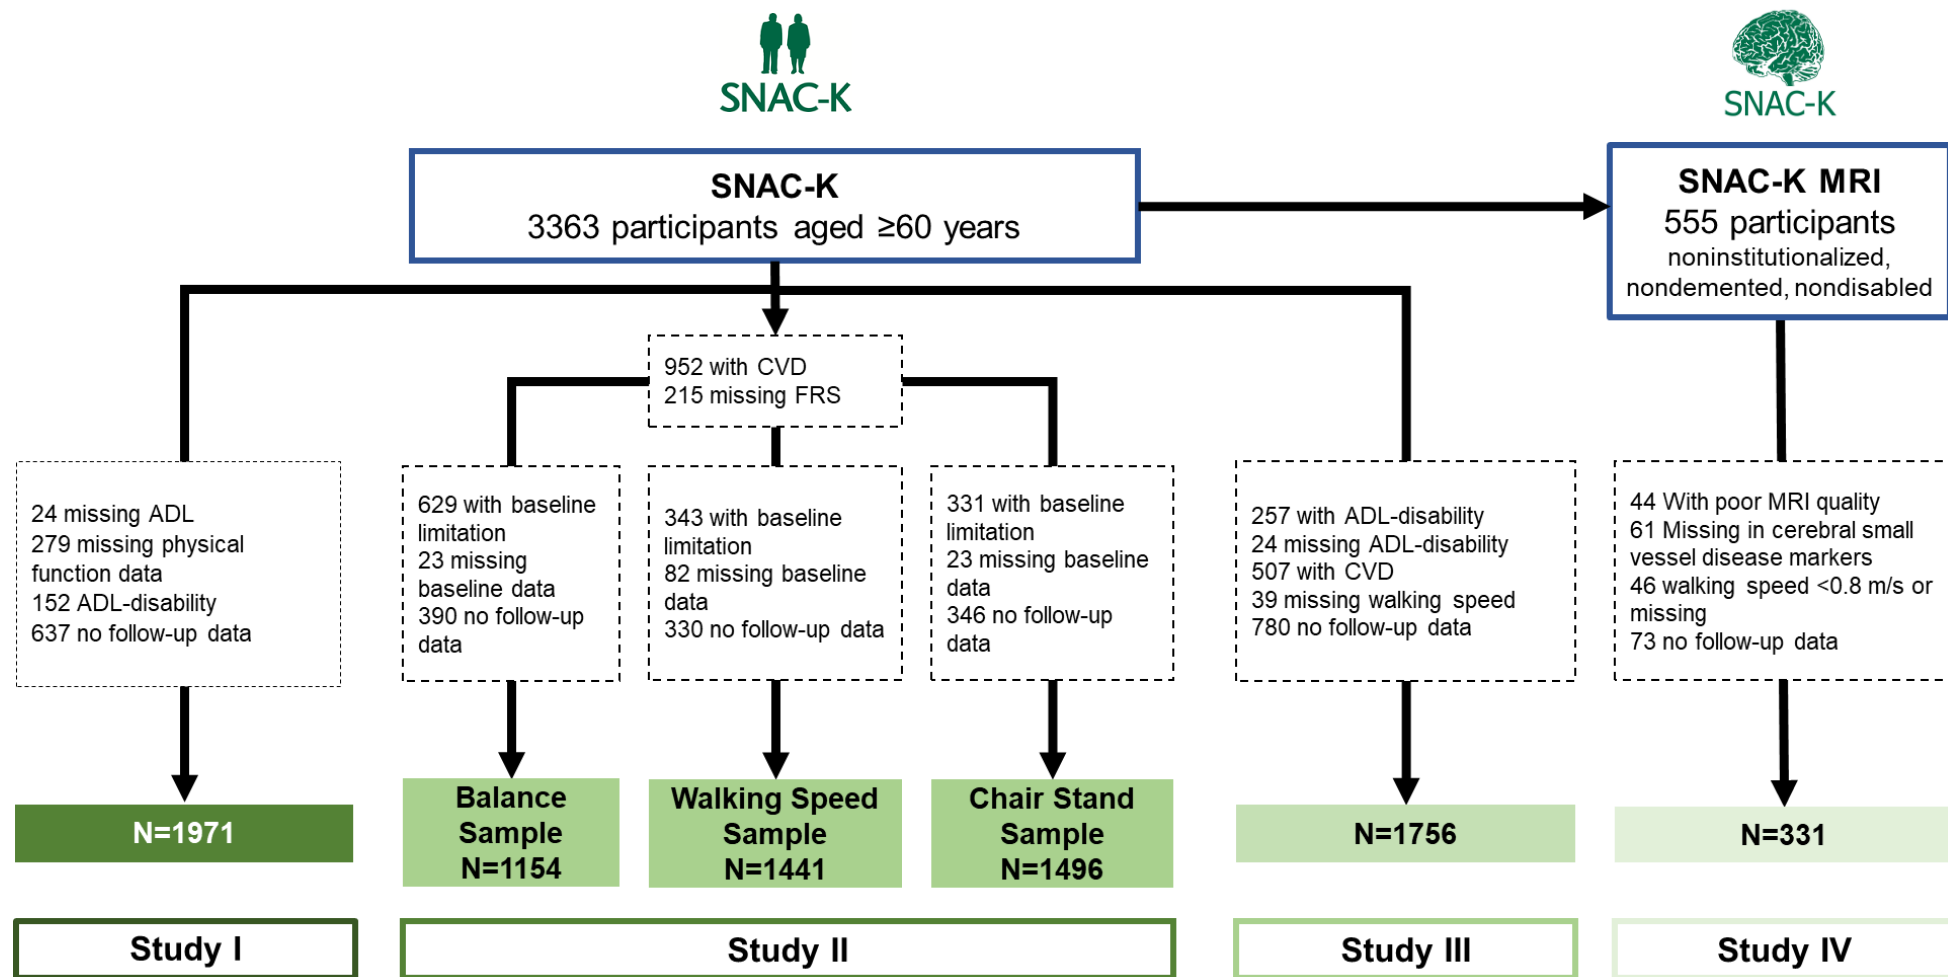 SNAC-K
SNAC-K
SNAC-K
3363 participants aged ≥60 years
SNAC-K MRI
555 participants
noninstitutionalized,
nondemented, nondisabled
952 with CVD
215 missing FRS
24 missing ADL
279 missing physical
function data
152 ADL-disability
637 no follow-up data
629 with baseline
limitation
23 missing
baseline data
390 no follow-up
data
343 with baseline
limitation
82 missing baseline
data
330 no follow-up data
331 with baseline
limitation
23 missing baseline
data
346 no follow-up
data
257 with ADL-disability
24 missing ADL-disability
507 with CVD
39 missing walking speed
780 no follow-up data
44 With poor MRI quality
61 Missing in cerebral small
vessel disease markers
46 walking speed <0.8 m/s or
missing
73 no follow-up data
N=1971
Balance
Sample
N=1154
Walking Speed
Sample
N=1441
Chair Stand
Sample
N=1496
N=1756
N=331
Study I
Study II
Study III
Study IV